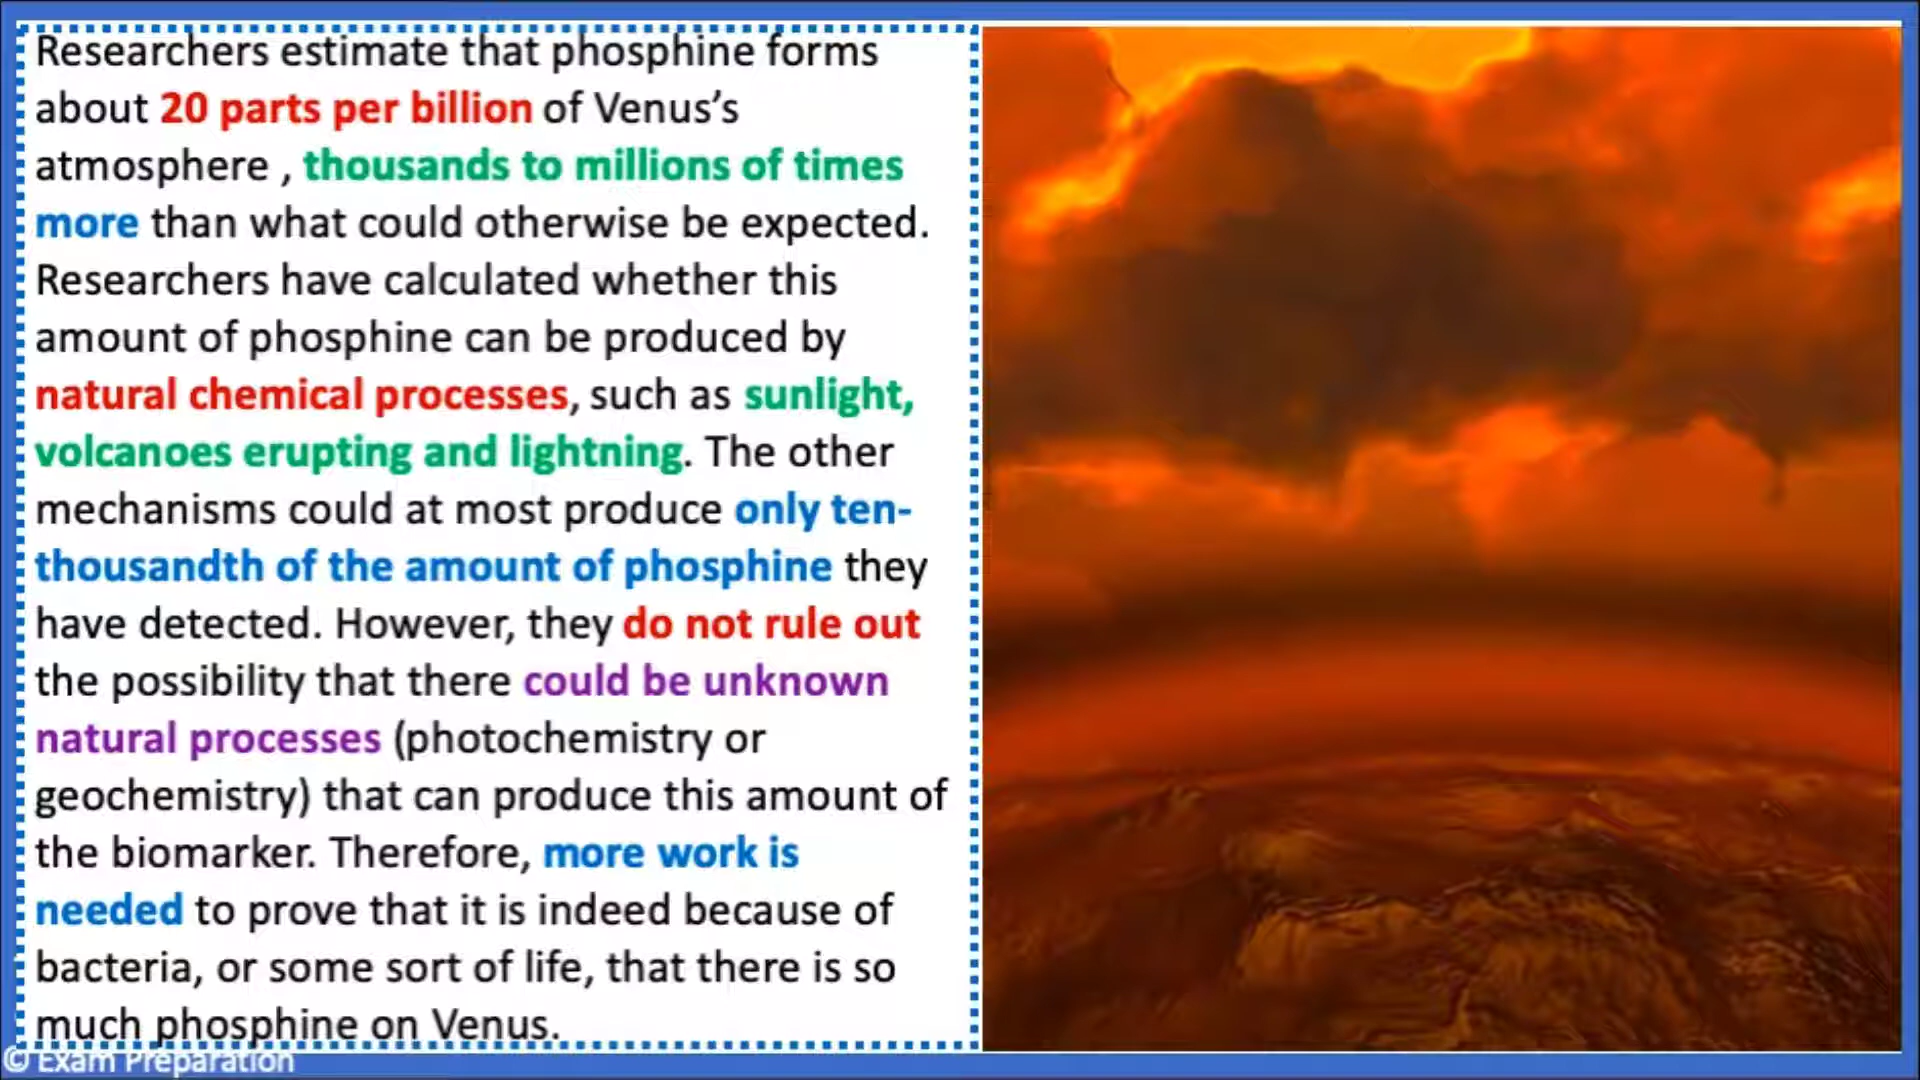 Researchers estimate that phosphine forms
about 20 parts per billion of Venus’s
atmosphere , thousands to millions of times
more than what could otherwise be expected.
Researchers have calculated whether this
amount of phosphine can be produced by
natural chemical processes, such as sunlight,
volcanoes erupting and lightning. The other
mechanisms could at most produce only ten-
thousandth of the amount of phosphine they
have detected. However, they do not rule out
the possibility that there could be unknown
natural processes (photochemistry or
geochemistry) that can produce this amount of
the biomarker. Therefore, more work is
needed to prove that it is indeed because of
bacteria, or some sort of life, that there is so
much phosphine on Venus.
© Exam Preparation